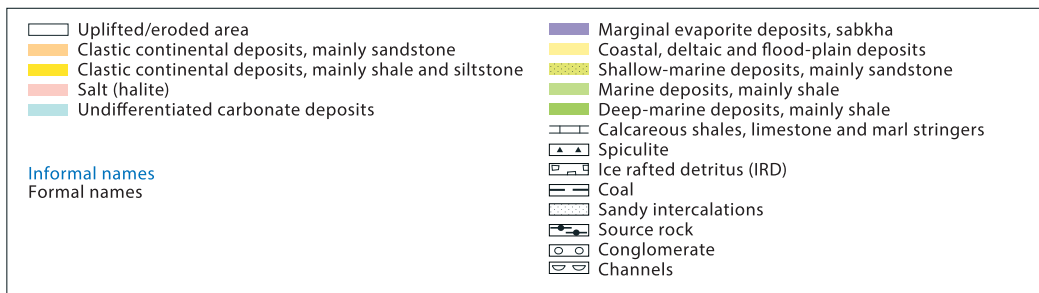 Uplifted/eroded area
Clastic continental deposits, mainly sandstone
Clastic continental deposits, mainly shale and siltstone
Salt (halite)
Undifferentiated carbonate deposits
Informal names
Formal names
Marginal evaporite deposits, sabkha
Coastal, deltaic and flood-plain deposits
Shallow-marine deposits, mainly sandstone
Marine deposits, mainly shale
Deep-marine deposits, mainly shale
Calcareous shales, limestone and marl stringers
Spiculite
Ice rafted detritus (IRD)
Coal
Sandy intercalations
Source rock
Conglomerate
Channels